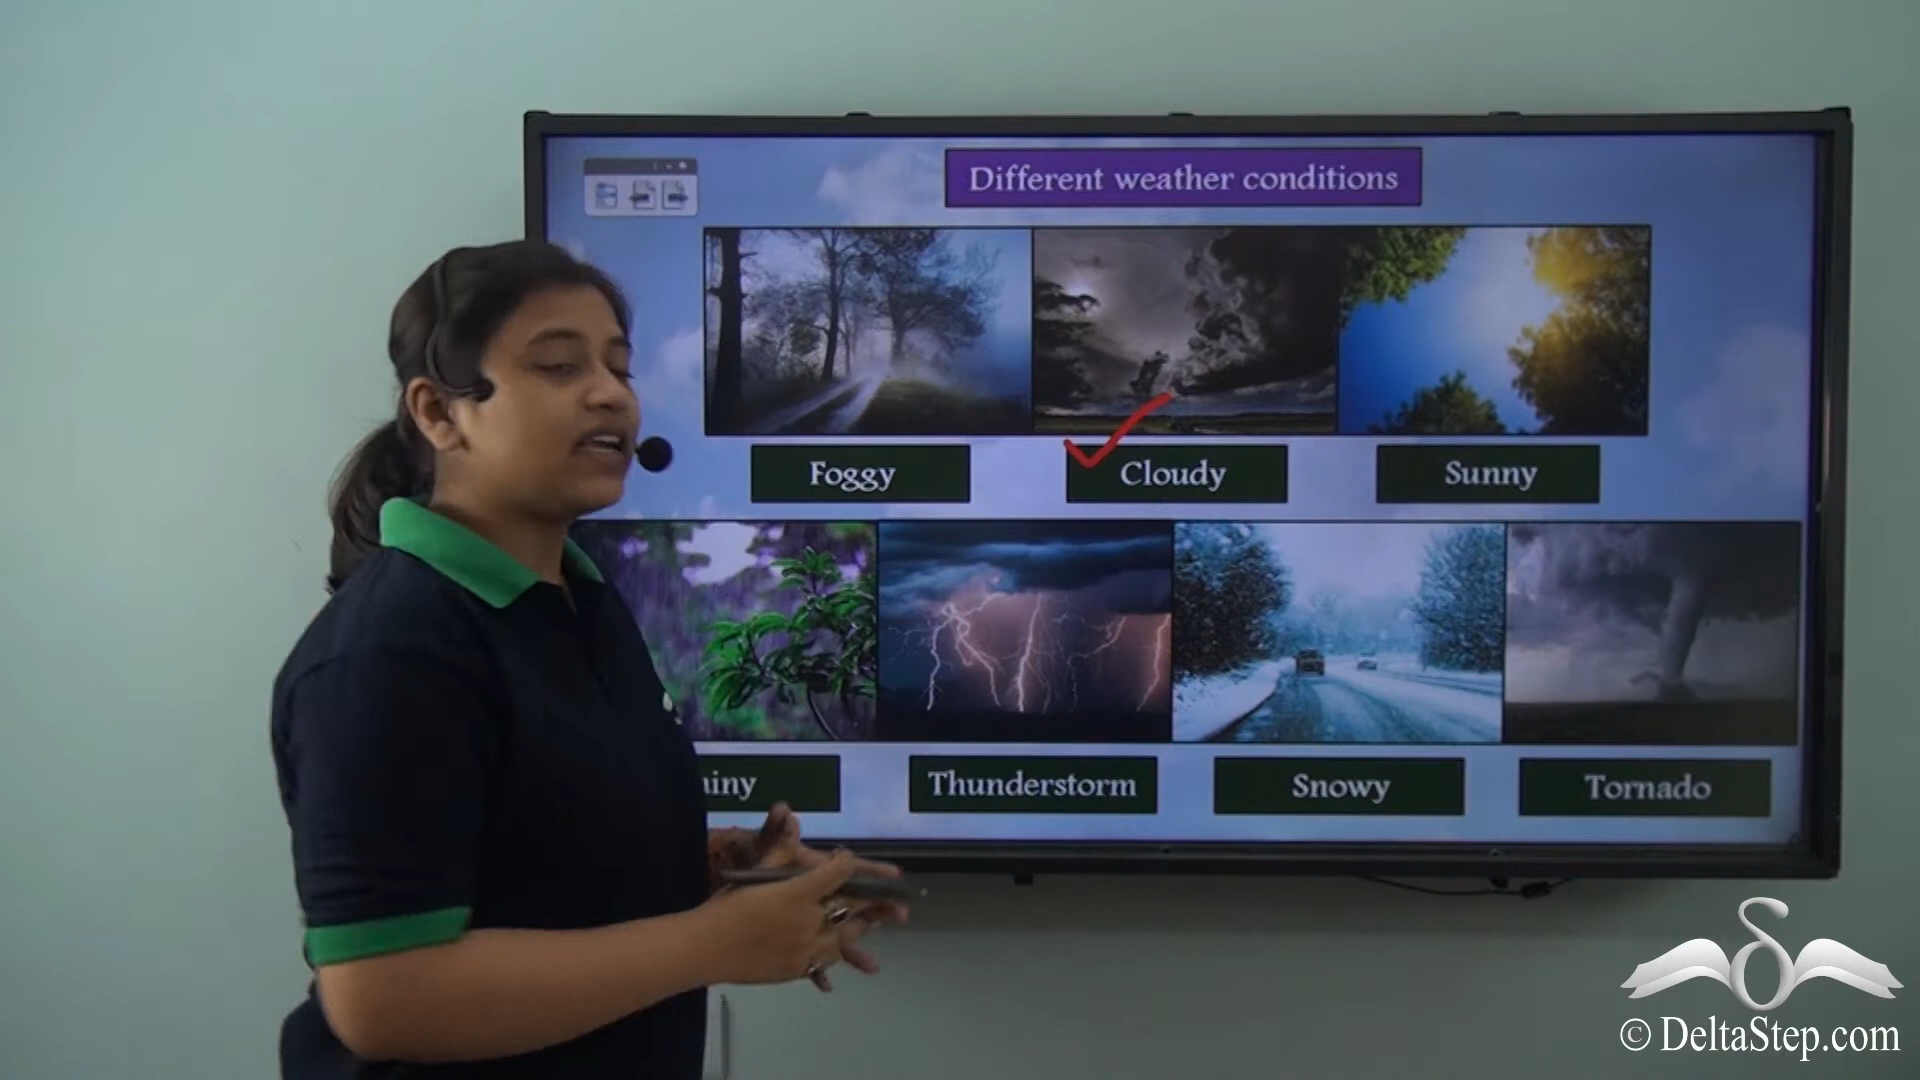 Different weather conditions
Foggy
Cloudy
Sunny
Thunderstorm
Snowy
Tornado
© DeltaStep.com